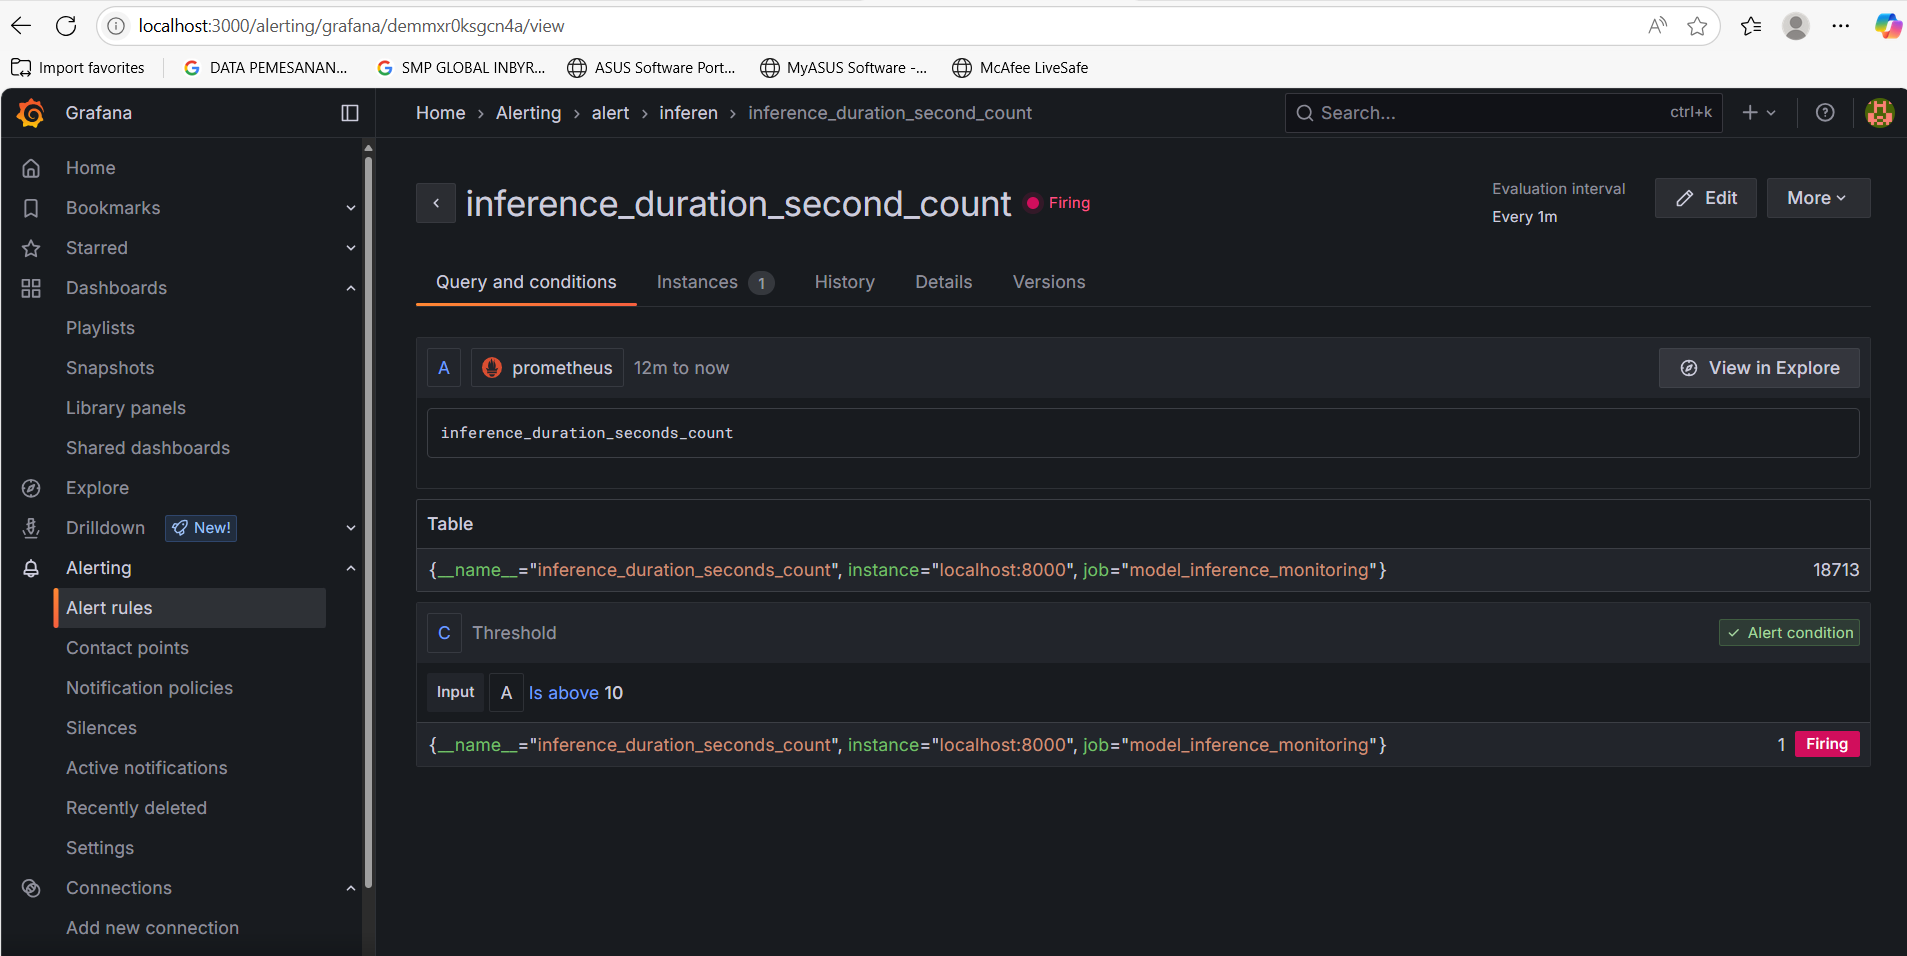 localhost:3000/alerting/grafana/demmxr0ksgcn4a/view
Import favorites
DATA PEMESANAN...
SMP GLOBAL INBYR...
ASUS Software Port...
MyASUS Software -...
McAfee LiveSafe
Grafana
Home › Alerting › alert › inferen › inference_duration_second_count
Search...
ctrl+k
Home
Bookmarks
Starred
Dashboards
Playlists
Snapshots
Library panels
Shared dashboards
Explore
Drilldown New!
Alerting
Alert rules
Contact points
Notification policies
Silences
Active notifications
Recently deleted
Settings
Connections
Add new connection
inference_duration_second_count Firing
Evaluation interval
Every 1m
Edit
More
Query and conditions
Instances 1
History
Details
Versions
A prometheus 12m to now
View in Explore
inference_duration_seconds_count
Table
{__name__="inference_duration_seconds_count", instance="localhost:8000", job="model_inference_monitoring"} 18713
C Threshold
Alert condition
Input A Is above 10
{__name__="inference_duration_seconds_count", instance="localhost:8000", job="model_inference_monitoring"} 1 Firing